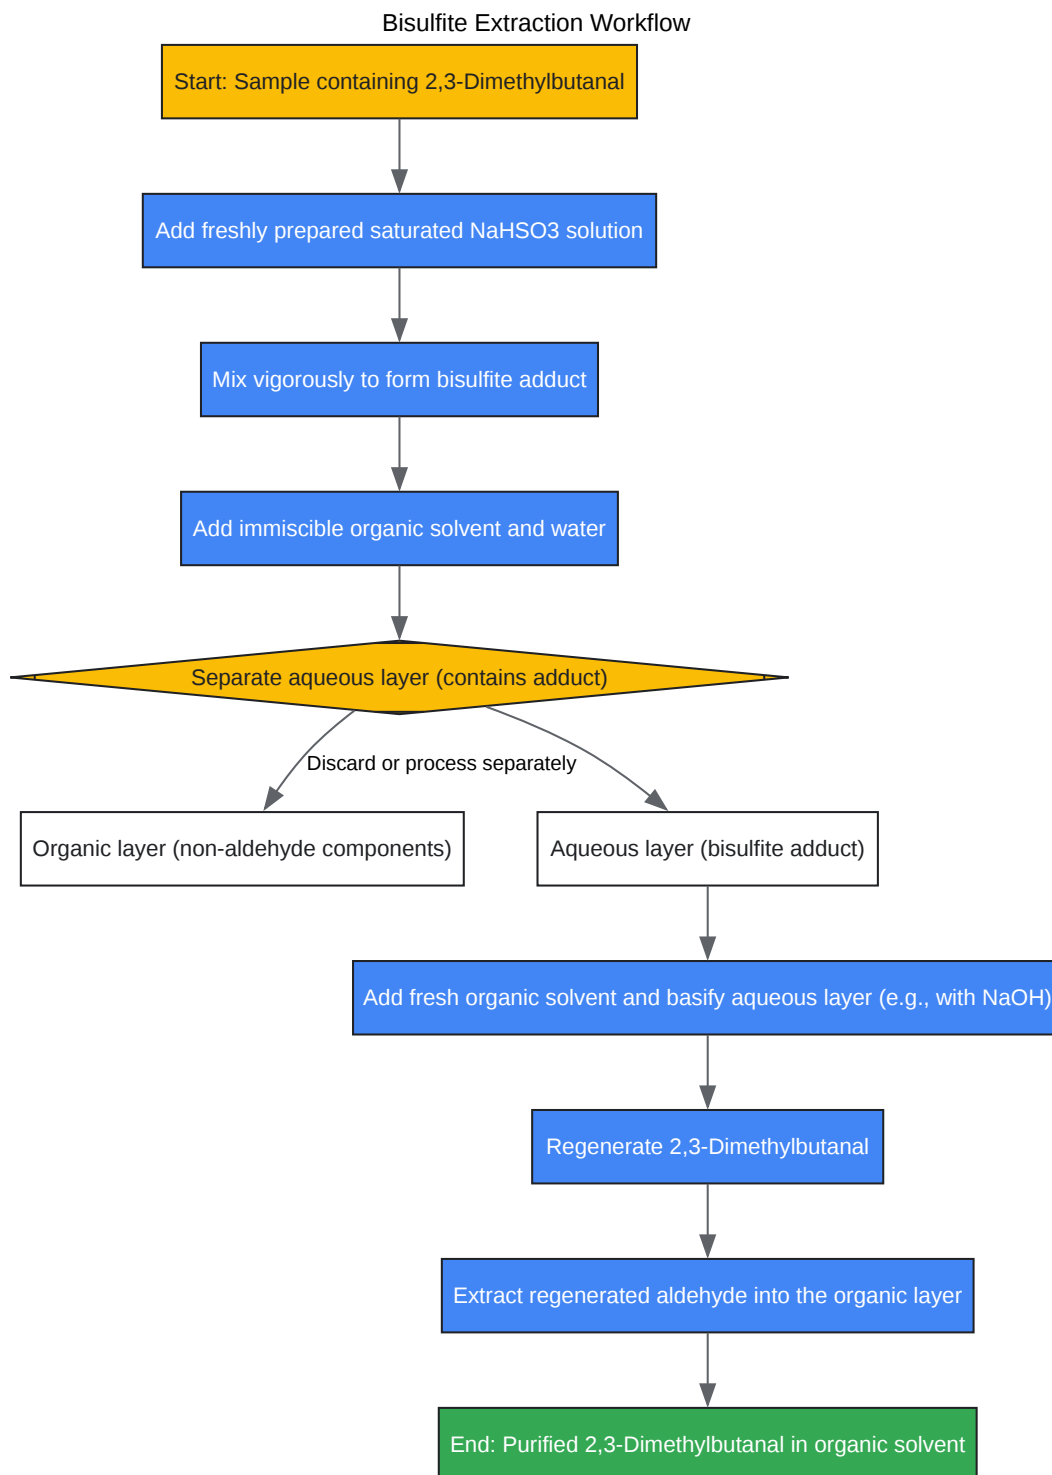 Bisulfite Extraction Workflow
Start: Sample containing 2,3-Dimethylbutanal
Add freshly prepared saturated NaHSO3 solution
Mix vigorously to form bisulfite adduct
Add immiscible organic solvent and water
Separate aqueous layer (contains adduct)
Discard or process separately
Organic layer (non-aldehyde components)
Aqueous layer (bisulfite adduct)
Add fresh organic solvent and basify aqueous layer (e.g., with NaOH)
Regenerate 2,3-Dimethylbutanal
Extract regenerated aldehyde into the organic layer
End: Purified 2,3-Dimethylbutanal in organic solvent